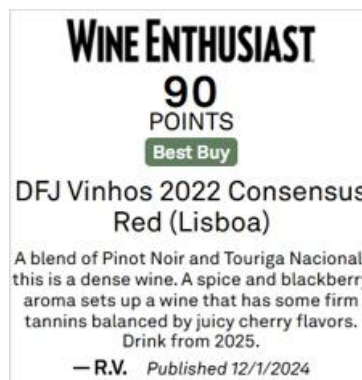 WINE ENTHUSIAST
90
POINTS
Best Buy
DFJ Vinhos 2022 Consensus
Red (Lisboa)
A blend of Pinot Noir and Touriga Nacional,
this is a dense wine. A spice and blackberry
aroma sets up a wine that has some firm
tannins balanced by juicy cherry flavors.
Drink from 2025.
— R.V. Published 12/1/2024